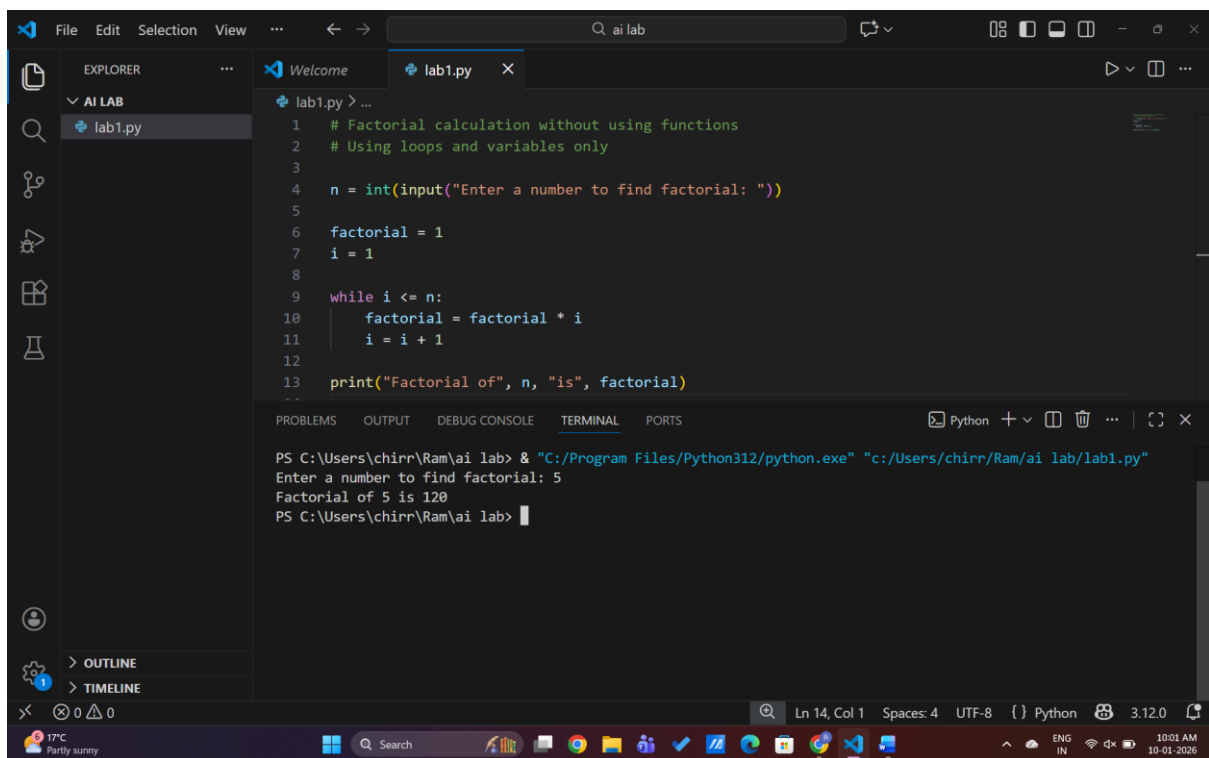 File Edit Selection View ... ai lab
EXPLORER ...
AI LAB
lab1.py
Welcome lab1.py
lab1.py > ...
1 # Factorial calculation without using functions
2 # Using loops and variables only
3
4 n = int(input("Enter a number to find factorial: "))
5
6 factorial = 1
7 i = 1
8
9 while i <= n:
10 factorial = factorial * i
11 i = i + 1
12
13 print("Factorial of", n, "is", factorial)
PROBLEMS OUTPUT DEBUG CONSOLE TERMINAL PORTS Python
PS C:\Users\chirr\Ram\ai lab> & "C:/Program Files/Python312/python.exe" "c:/Users/chirr/Ram/ai lab/lab1.py"
Enter a number to find factorial: 5
Factorial of 5 is 120
PS C:\Users\chirr\Ram\ai lab>
OUTLINE
1
TIMELINE
0 0 Ln 14, Col 1 Spaces: 4 UTF-8 {} Python 3.12.0
6 17°C
Partly sunny
Search
ENG
IN
10:01 AM
10-01-2026